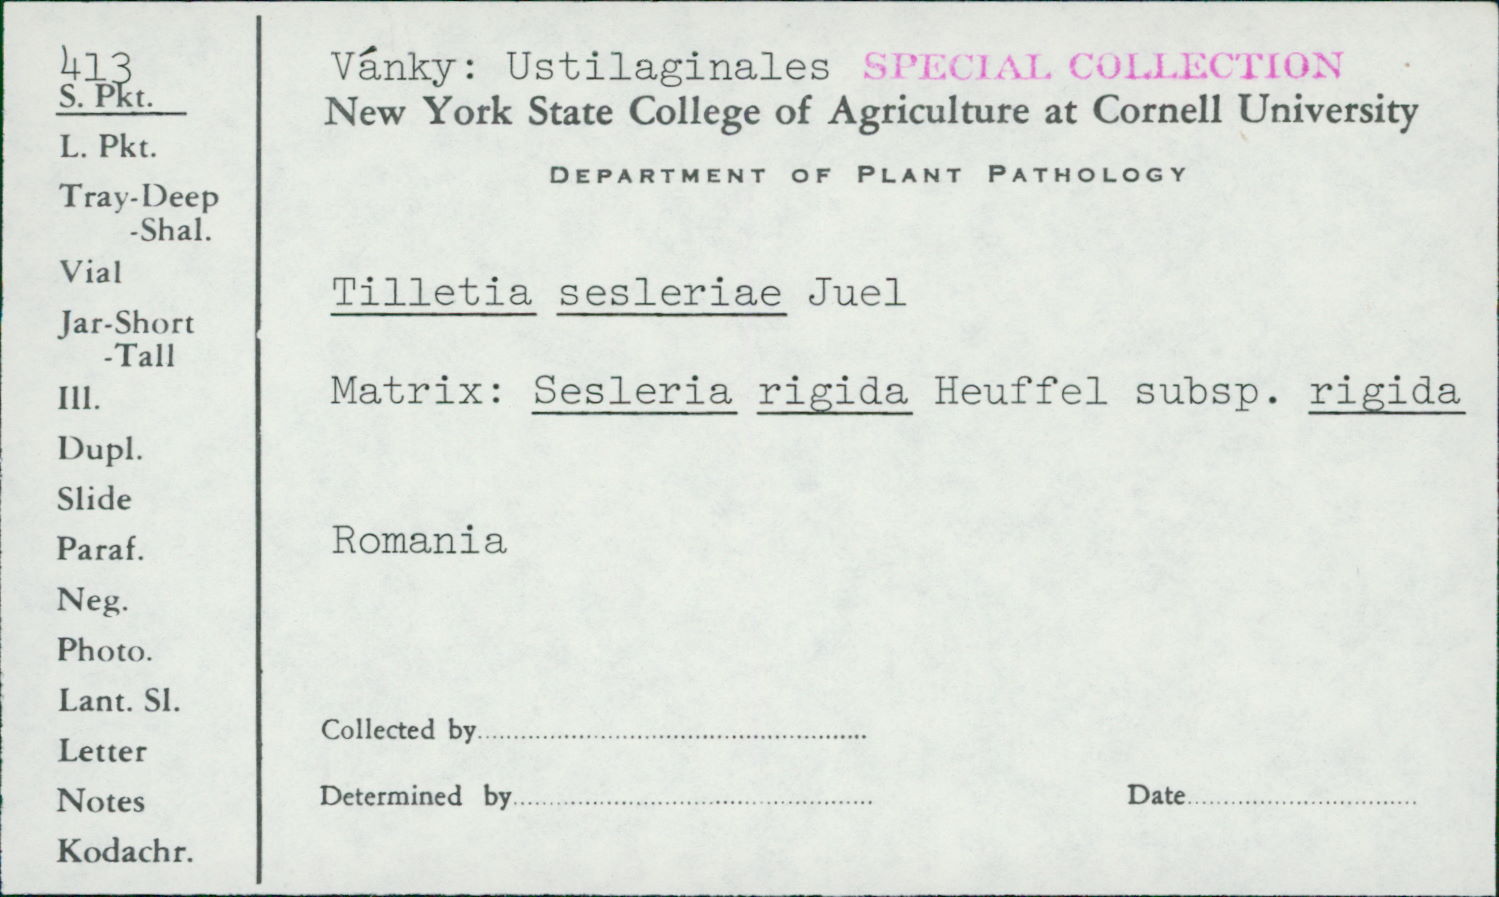 413
S. Pkt.
L. Pkt.
Tray-Deep
-Shal.
Vial
Jar-Short
-Tall
Ill.
Dupl.
Slide
Paraf.
Neg.
Photo.
Lant. Sl.
Letter
Notes
Kodachr.
Vánky: Ustilaginales SPECIAL COLLECTION
New York State College of Agriculture at Cornell University
DEPARTMENT OF PLANT PATHOLOGY
Tilletia sesleriae Juel
Matrix: Sesleria rigida Heuffel subsp. rigida
Romania
Collected by
Determined by Date